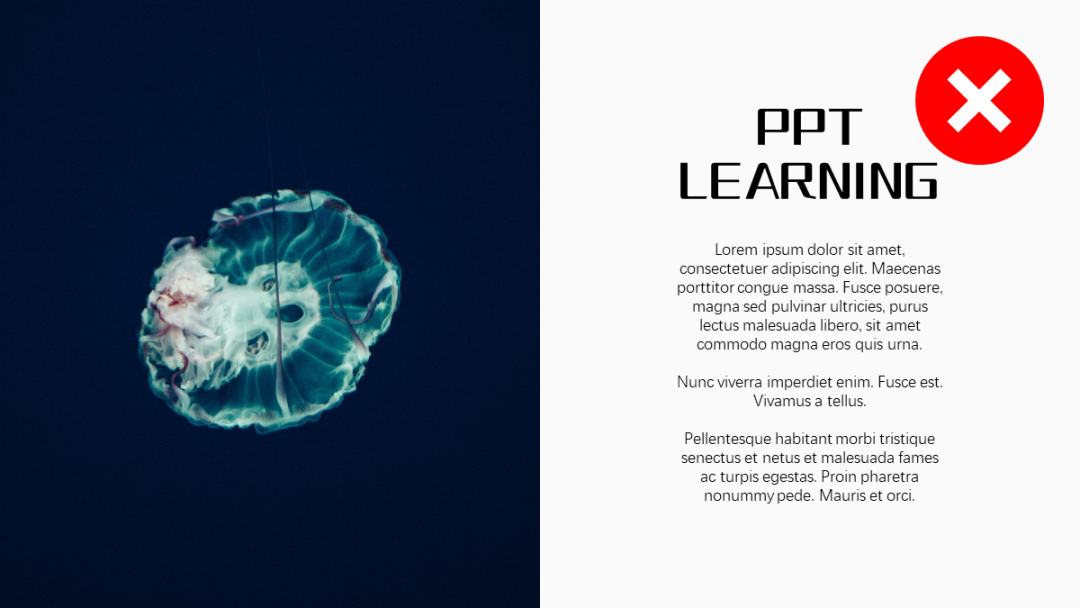 PPT
LEARNING
Lorem ipsum dolor sit amet,
consectetuer adipiscing elit. Maecenas
porttitor congue massa. Fusce posuere,
magna sed pulvinar ultricies, purus
lectus malesuada libero, sit amet
commodo magna eros quis urna.
Nunc viverra imperdiet enim. Fusce est.
Vivamus a tellus.
Pellentesque habitant morbi tristique
senectus et netus et malesuada fames
ac turpis egestas. Proin pharetra
nonummy pede. Mauris et orci.